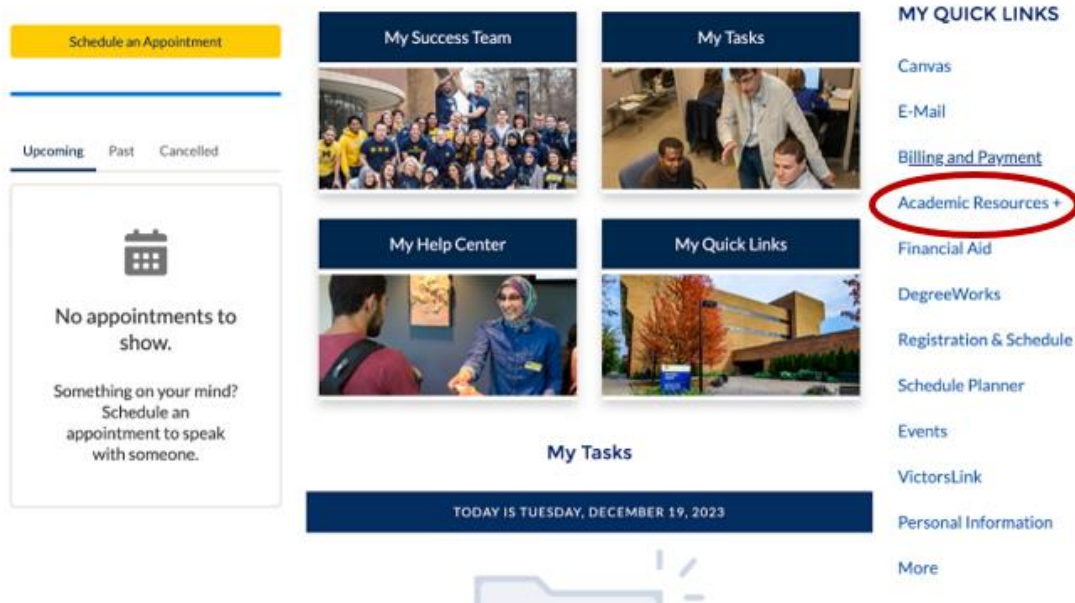 Schedule an Appointment
Upcoming Past Cancelled
No appointments to
show.
Something on your mind?
Schedule an
appointment to speak
with someone.
My Success Team
My Tasks
My Help Center
My Quick Links
My Tasks
TODAY IS TUESDAY, DECEMBER 19, 2023
MY QUICK LINKS
Canvas
E-Mail
Billing and Payment
Academic Resources +
Financial Aid
DegreeWorks
Registration & Schedule
Schedule Planner
Events
VictorsLink
Personal Information
More